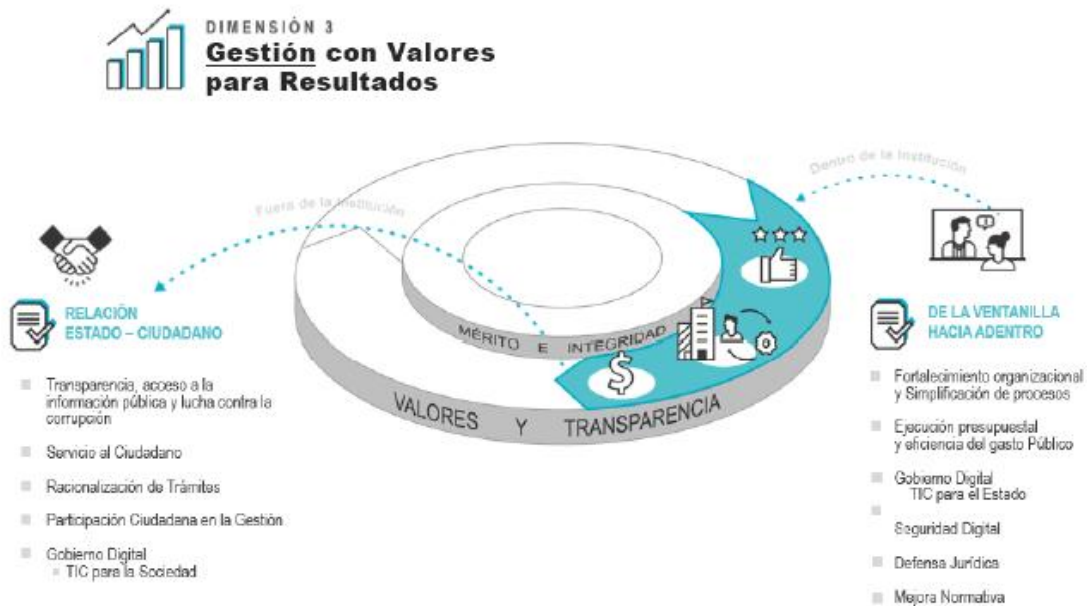 DIMENSIÓN 3
Gestión con Valores
para Resultados
Fuera de la Institución
Dentro de la Institución
RELACIÓN
ESTADO – CIUDADANO
Transparencia, acceso a la
información pública y lucha contra la
corrupción
Servicio al Ciudadano
Racionalización de Trámites
Participación Ciudadana en la Gestión
Gobierno Digital
TIC para la Sociedad
MÉRITO E INTEGRIDAD
VALORES Y TRANSPARENCIA
$
DE LA VENTANILLA
HACIA ADENTRO
Fortalecimiento organizacional
y Simplificación de procesos
Ejecución presupuestal
y eficiencia del gasto Público
Gobierno Digital
TIC para el Estado
Seguridad Digital
Defensa Jurídica
Mejora Normativa